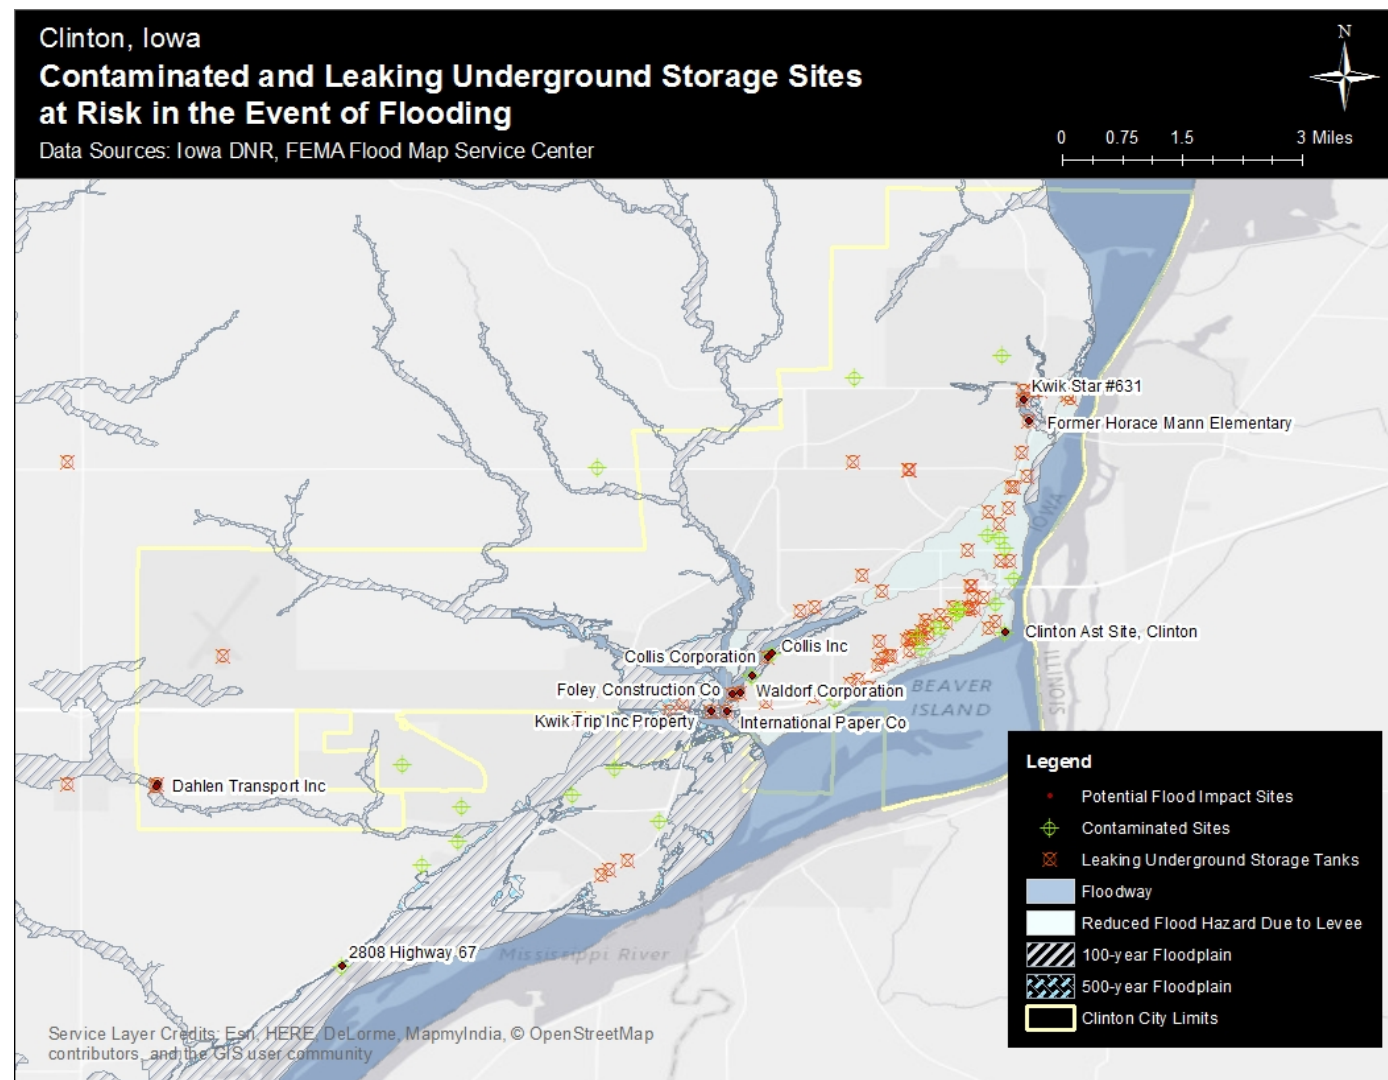 Clinton, Iowa
Contaminated and Leaking Underground Storage Sites
at Risk in the Event of Flooding
Data Sources: Iowa DNR, FEMA Flood Map Service Center
N
0 0.75 1.5 3 Miles
Kwik Star #631
Former Horace Mann Elementary
IOWA
Clinton Ast Site, Clinton
Collis Inc
Collis Corporation
ILLINOIS
Foley Construction Co
Waldorf Corporation
BEAVER
ISLAND
Kwik Trip Inc Property
International Paper Co
Dahlen Transport Inc
2808 Highway 67
Mississippi River
Legend
Potential Flood Impact Sites
Contaminated Sites
Leaking Underground Storage Tanks
Floodway
Reduced Flood Hazard Due to Levee
100-year Floodplain
500-year Floodplain
Clinton City Limits
Service Layer Credits: Esri, HERE, DeLorme, MapmyIndia, © OpenStreetMap
contributors, and the GIS user community